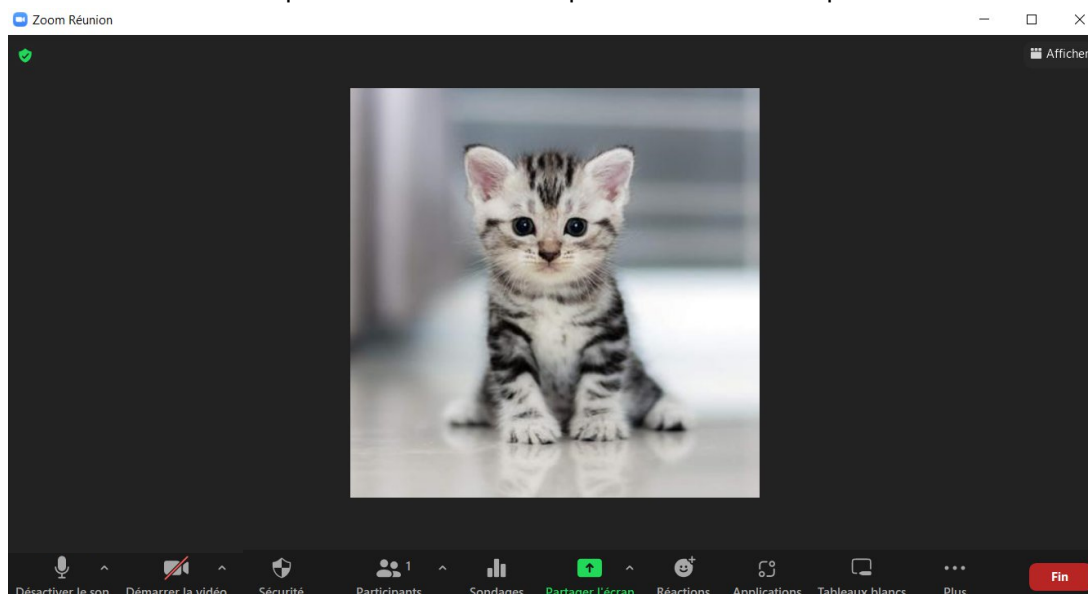 Zoom Réunion
Afficher
1
Désactiver le son Démarrer la vidéo Sécurité Participants Sondages Partager l'écran Réactions Applications Tableaux blancs Plus
Fin